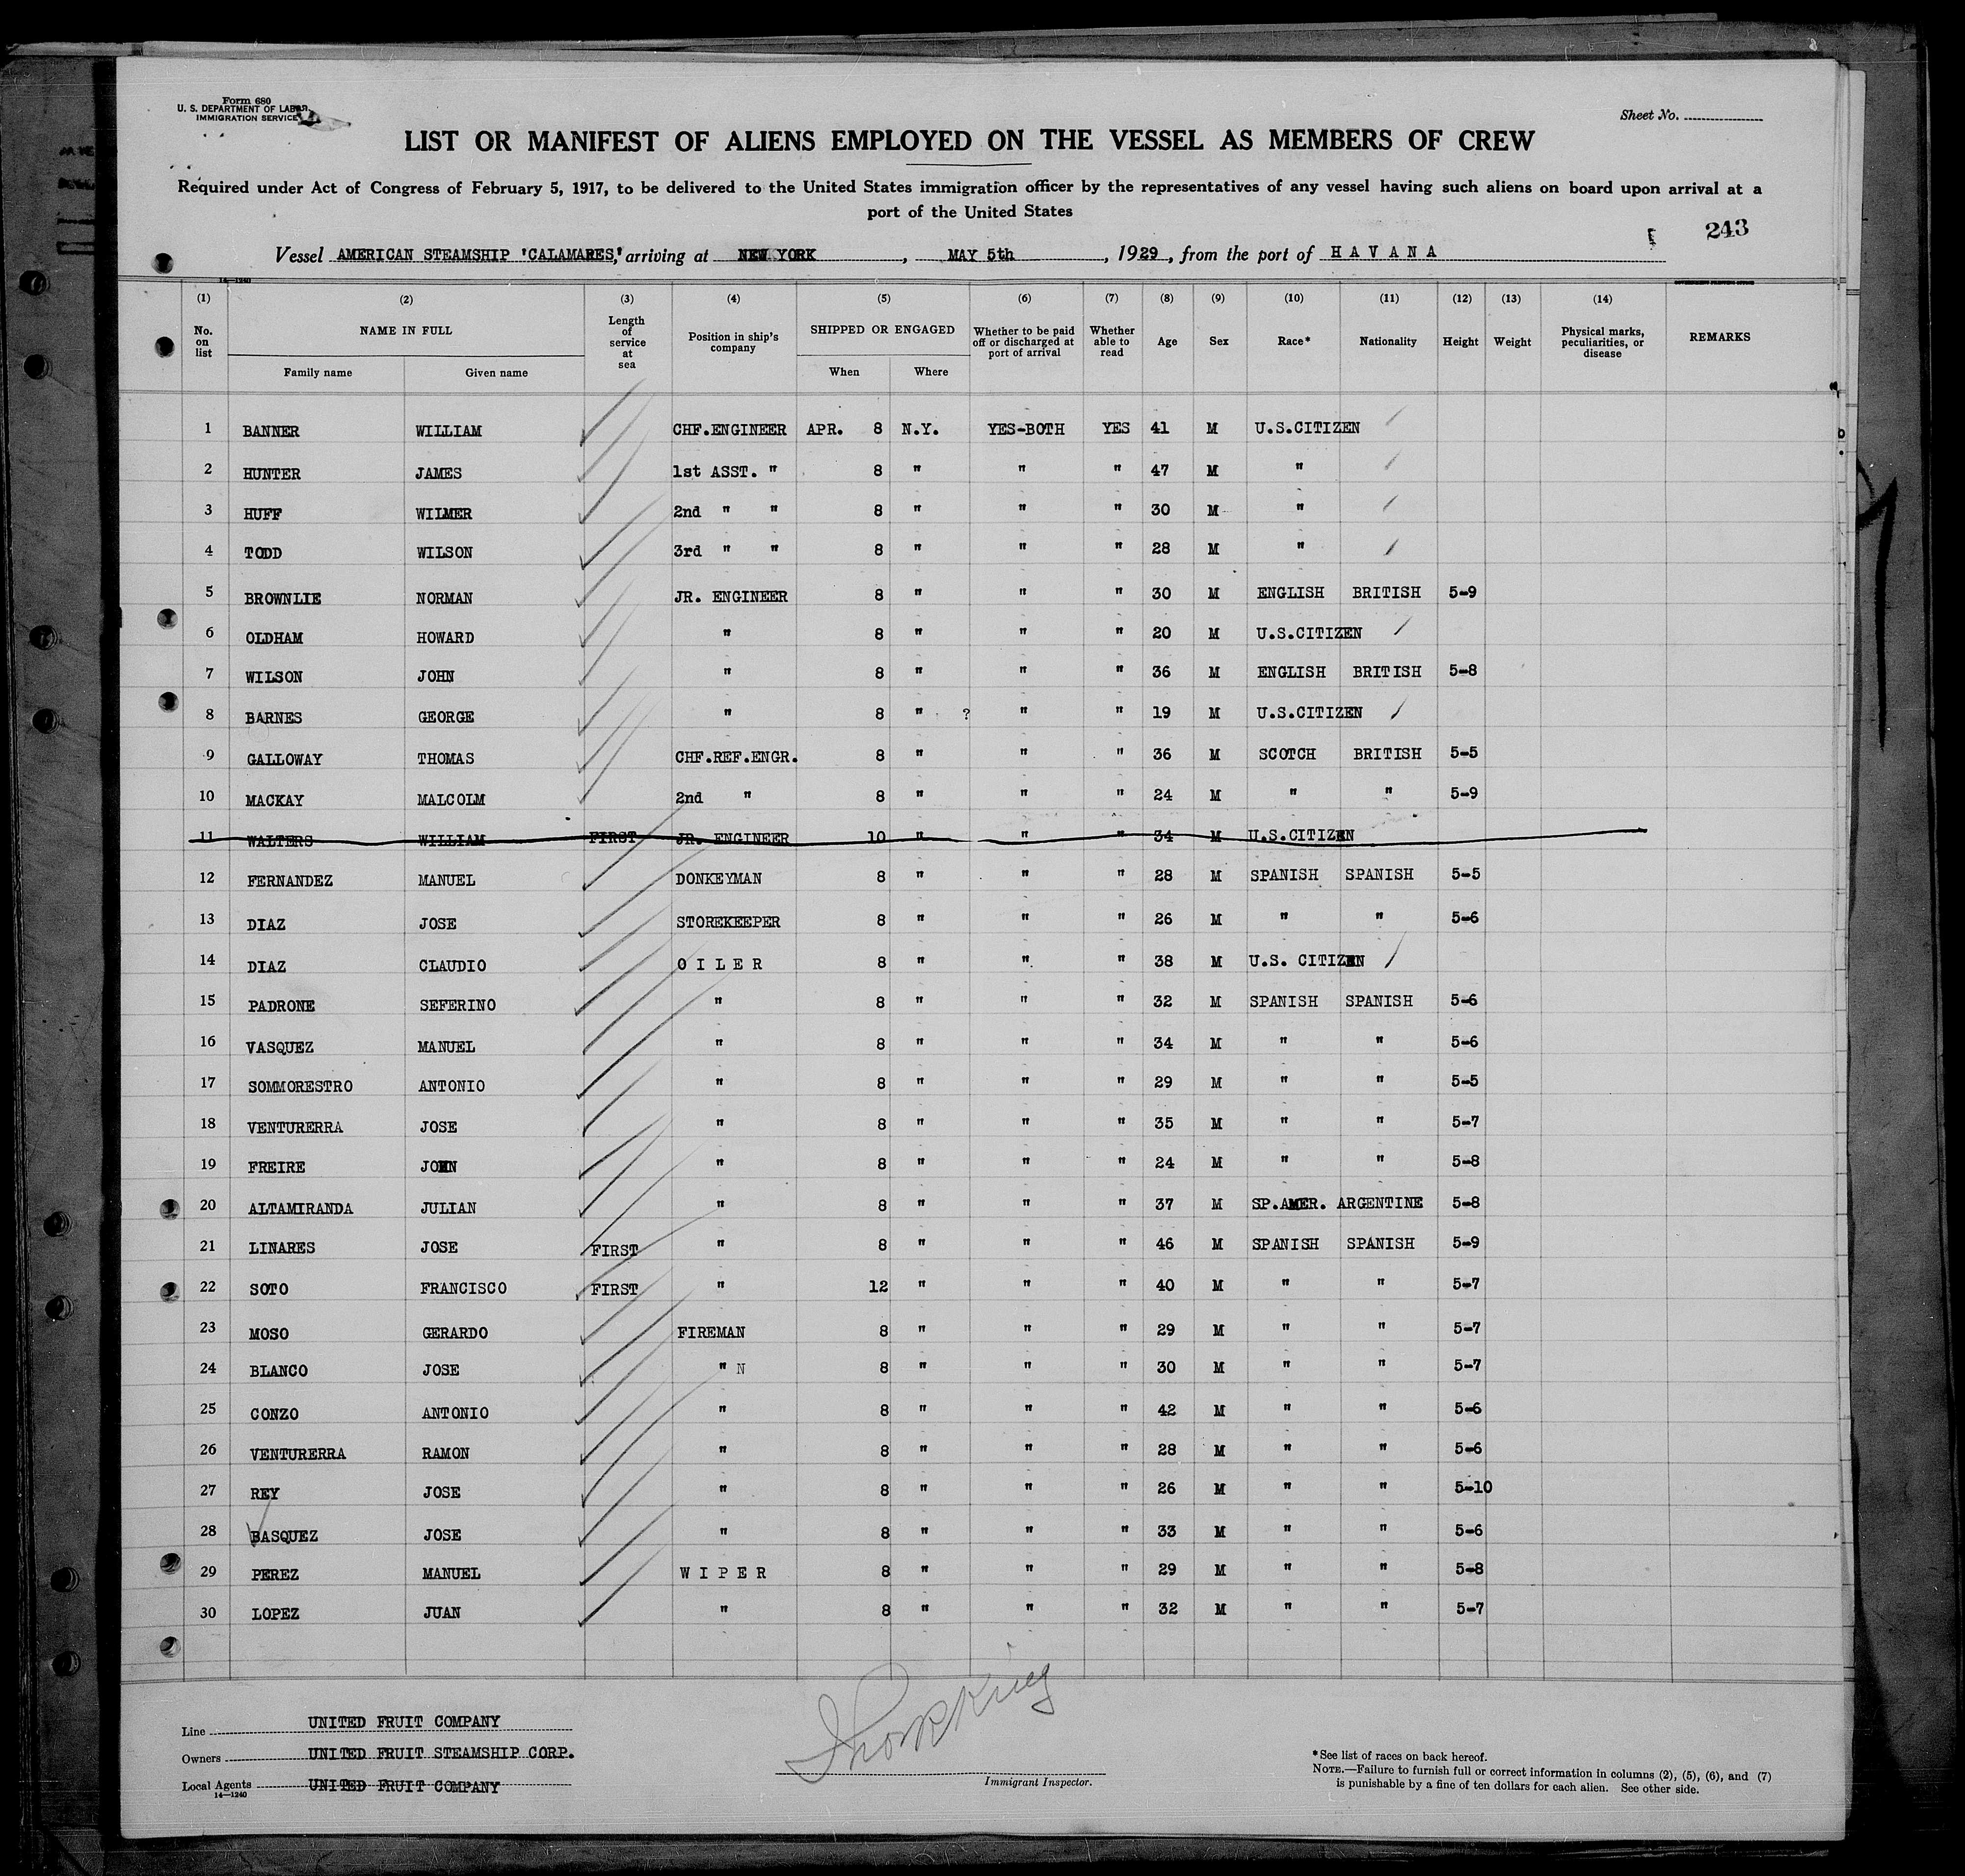 Form 680
U. S. DEPARTMENT OF LABOR
IMMIGRATION SERVICE
Sheet No.
LIST OR MANIFEST OF ALIENS EMPLOYED ON THE VESSEL AS MEMBERS OF CREW
Required under Act of Congress of February 5, 1917, to be delivered to the United States immigration officer by the representatives of any vessel having such aliens on board upon arrival at a
port of the United States
243
Vessel AMERICAN STEAMSHIP 'CALAMARES,' arriving at NEW YORK, MAY 5th, 1929, from the port of HAVANA
14—1240
(1) (2) (3) (4) (5) (6) (7) (8) (9) (10) (11) (12) (13) (14)
No. on list NAME IN FULL Length of service at sea Position in ship's company SHIPPED OR ENGAGED Whether to be paid off or discharged at port of arrival Whether able to read Age Sex Race* Nationality Height Weight Physical marks, peculiarities, or disease REMARKS
Family name Given name When Where
1 BANNER WILLIAM CHF.ENGINEER APR. 8 N.Y. YES-BOTH YES 41 M U.S.CITIZEN
2 HUNTER JAMES 1st ASST. " 8 " " " 47 M "
3 HUFF WILMER 2nd " " 8 " " " 30 M "
4 TODD WILSON 3rd " " 8 " " " 28 M "
5 BROWNLIE NORMAN JR. ENGINEER 8 " " " 30 M ENGLISH BRITISH 5-9
6 OLDHAM HOWARD " 8 " " " 20 M U.S.CITIZEN
7 WILSON JOHN " 8 " " " 36 M ENGLISH BRITISH 5-8
8 BARNES GEORGE " 8 " ? " " 19 M U.S.CITIZEN
9 GALLOWAY THOMAS CHF.REF.ENGR. 8 " " " 36 M SCOTCH BRITISH 5-5
10 MACKAY MALCOLM 2nd " 8 " " " 24 M " " 5-9
11 WALTERS WILLIAM FIRST JR. ENGINEER 10 " " " 34 M U.S.CITIZEN
12 FERNANDEZ MANUEL DONKEYMAN 8 " " " 28 M SPANISH SPANISH 5-5
13 DIAZ JOSE STOREKEEPER 8 " " " 26 M " " 5-6
14 DIAZ CLAUDIO OILER 8 " " " 38 M U.S. CITIZEN
15 PADRONE SEFERINO " 8 " " " 32 M SPANISH SPANISH 5-6
16 VASQUEZ MANUEL " 8 " " " 34 M " " 5-6
17 SOMMORESTRO ANTONIO " 8 " " " 29 M " " 5-5
18 VENTURERRA JOSE " 8 " " " 35 M " " 5-7
19 FREIRE JOHN " 8 " " " 24 M " " 5-8
20 ALTAMIRANDA JULIAN " 8 " " " 37 M SP.AMER. ARGENTINE 5-8
21 LINARES JOSE FIRST " 8 " " " 46 M SPANISH SPANISH 5-9
22 SOTO FRANCISCO FIRST " 12 " " " 40 M " " 5-7
23 MOSO GERARDO FIREMAN 8 " " " 29 M " " 5-7
24 BLANCO JOSE " N 8 " " " 30 M " " 5-7
25 CONZO ANTONIO " 8 " " " 42 M " " 5-6
26 VENTURERRA RAMON " 8 " " " 28 M " " 5-6
27 REY JOSE " 8 " " " 26 M " " 5-10
28 BASQUEZ JOSE " 8 " " " 33 M " " 5-6
29 PEREZ MANUEL WIPER 8 " " " 29 M " " 5-8
30 LOPEZ JUAN " 8 " " " 32 M " " 5-7
Line UNITED FRUIT COMPANY
Owners UNITED FRUIT STEAMSHIP CORP.
Local Agents UNITED FRUIT COMPANY
14—1240
Immigrant Inspector.
*See list of races on back hereof.
NOTE.—Failure to furnish full or correct information in columns (2), (5), (6), and (7)
is punishable by a fine of ten dollars for each alien. See other side.